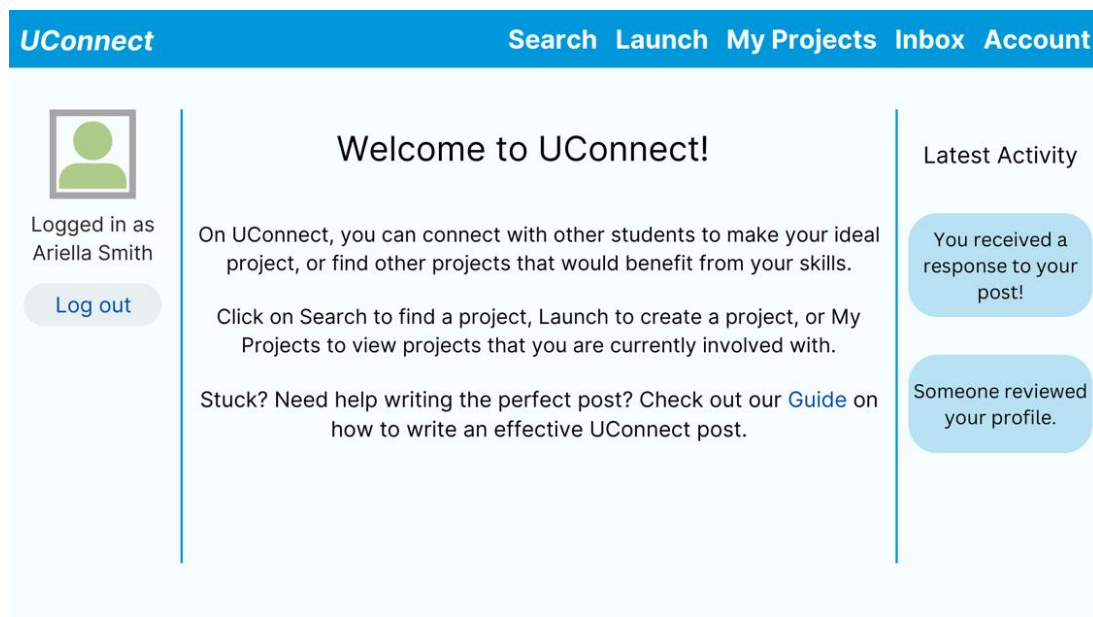 UConnect
Search Launch My Projects Inbox Account
Logged in as
Ariella Smith
Log out
Welcome to UConnect!
On UConnect, you can connect with other students to make your ideal
project, or find other projects that would benefit from your skills.
Click on Search to find a project, Launch to create a project, or My
Projects to view projects that you are currently involved with.
Stuck? Need help writing the perfect post? Check out our Guide on
how to write an effective UConnect post.
Latest Activity
You received a
response to your
post!
Someone reviewed
your profile.